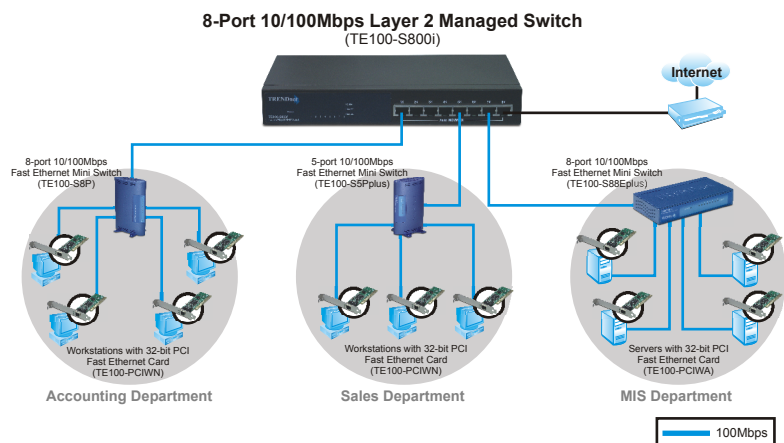 8-Port 10/100Mbps Layer 2 Managed Switch
(TE100-S800i)
TRENDnet
Internet
8-port 10/100Mbps
Fast Ethernet Mini Switch
(TE100-S8P)
5-port 10/100Mbps
Fast Ethernet Mini Switch
(TE100-S5Pplus)
8-port 10/100Mbps
Fast Ethernet Mini Switch
(TE100-S88Eplus)
Workstations with 32-bit PCI
Fast Ethernet Card
(TE100-PCIWN)
Workstations with 32-bit PCI
Fast Ethernet Card
(TE100-PCIWN)
Servers with 32-bit PCI
Fast Ethernet Card
(TE100-PCIWA)
Accounting Department
Sales Department
MIS Department
100Mbps